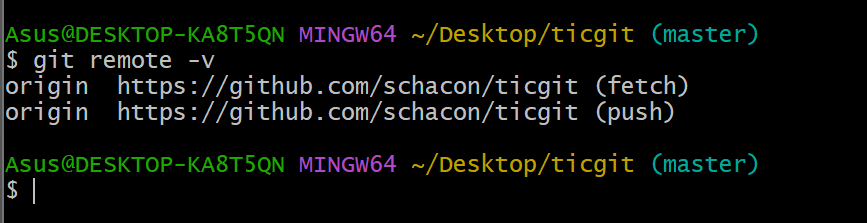 Asus@DESKTOP-KA8T5QN MINGW64 ~/Desktop/ticgit (master)
$ git remote -v
origin  https://github.com/schacon/ticgit (fetch)
origin  https://github.com/schacon/ticgit (push)
Asus@DESKTOP-KA8T5QN MINGW64 ~/Desktop/ticgit (master)
$